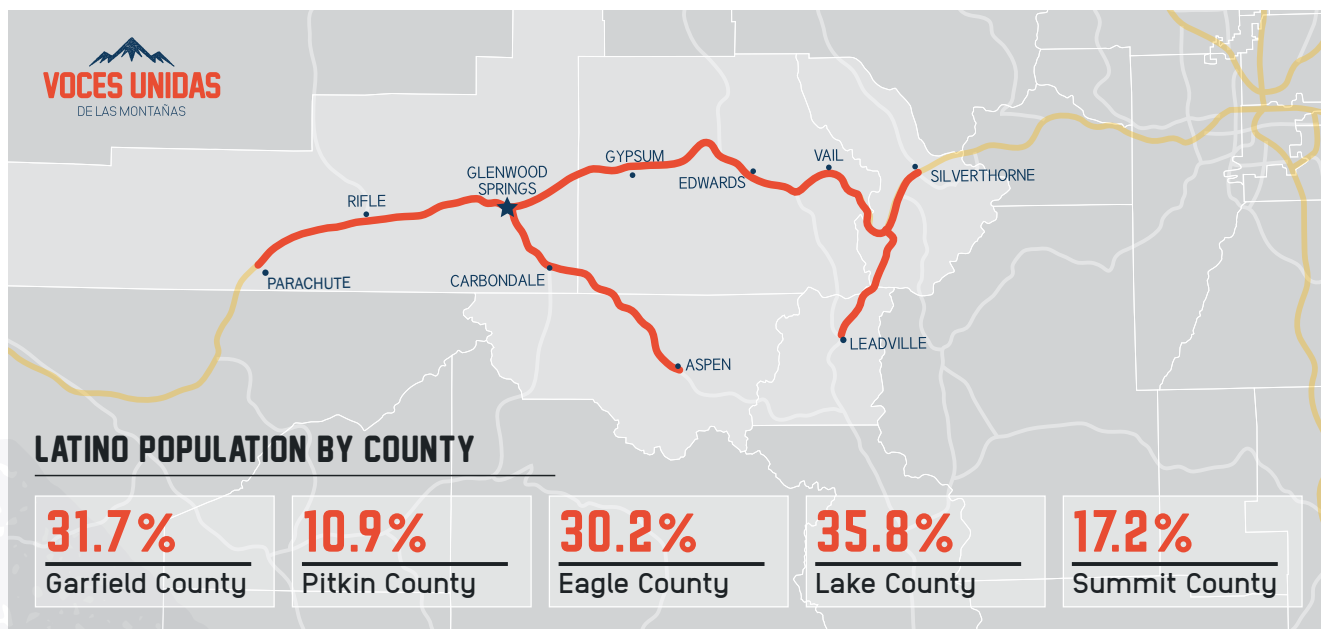 VOCES UNIDAS
DE LAS MONTAÑAS
GLENWOOD
SPRINGS
GYPSUM
VAIL
EDWARDS
SILVERTHORNE
RIFLE
PARACHUTE
CARBONDALE
LEADVILLE
ASPEN
LATINO POPULATION BY COUNTY
31.7%
Garfield County
10.9%
Pitkin County
30.2%
Eagle County
35.8%
Lake County
17.2%
Summit County